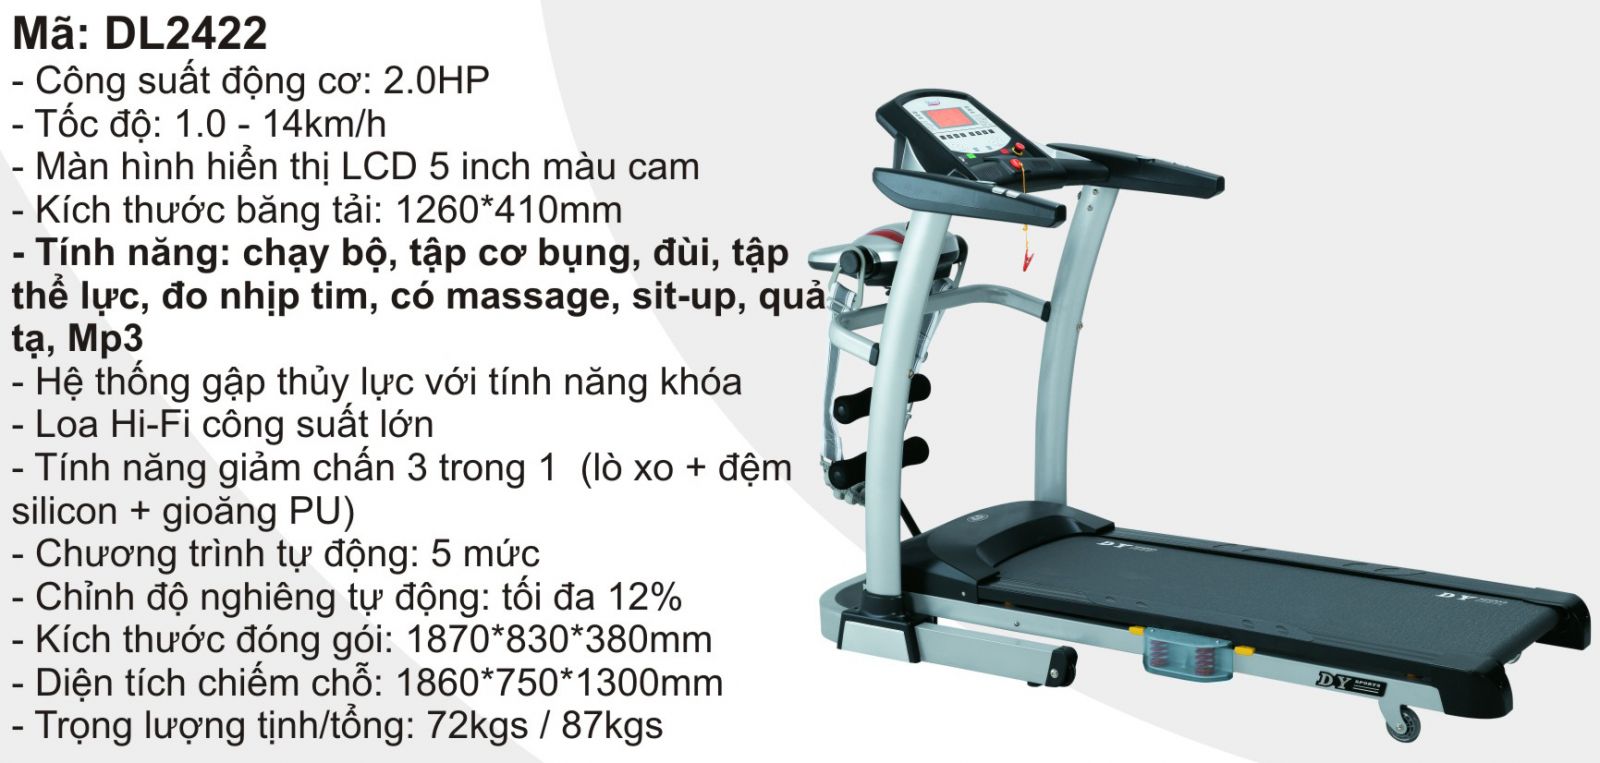 Mã: DL2422
- Công suất động cơ: 2.0HP
- Tốc độ: 1.0 - 14km/h
- Màn hình hiển thị LCD 5 inch màu cam
- Kích thước băng tải: 1260*410mm
- Tính năng: chạy bộ, tập cơ bụng, đùi, tập
thể lực, đo nhịp tim, có massage, sit-up, quả
tạ, Mp3
- Hệ thống gập thủy lực với tính năng khóa
- Loa Hi-Fi công suất lớn
- Tính năng giảm chấn 3 trong 1 (lò xo + đệm
silicon + gioăng PU)
- Chương trình tự động: 5 mức
- Chỉnh độ nghiêng tự động: tối đa 12%
- Kích thước đóng gói: 1870*830*380mm
- Diện tích chiếm chỗ: 1860*750*1300mm
- Trọng lượng tịnh/tổng: 72kgs / 87kgs
DY
DY
DY SPORTS